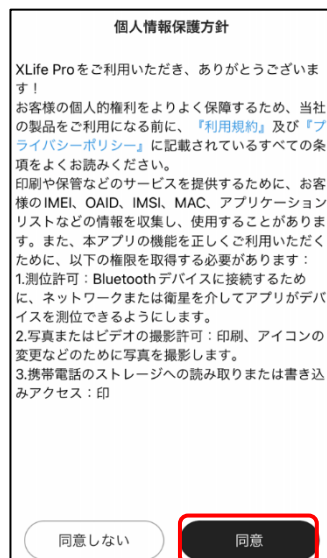 個人情報保護方針
XLife Proをご利用いただき、ありがとうございま
す！
お客様の個人的権利をよりよく保障するため、当社
の製品をご利用になる前に、『利用規約』及び『プ
ライバシーポリシー』に記載されているすべての条
項をよくお読みください。
印刷や保管などのサービスを提供するために、お客
様のIMEI、OAID、IMSI、MAC、アプリケーション
リストなどの情報を収集し、使用することがありま
す。また、本アプリの機能を正しくご利用いただく
ために、以下の権限を取得する必要があります：
1.測位許可：Bluetoothデバイスに接続するため
に、ネットワークまたは衛星を介してアプリがデバ
イスを測位できるようにします。
2.写真またはビデオの撮影許可：印刷、アイコンの
変更などのために写真を撮影します。
3.携帯電話のストレージへの読み取りまたは書き込
みアクセス：印
同意しない
同意